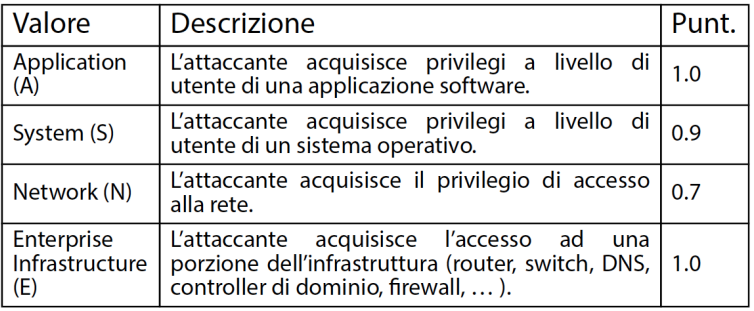 Valore Descrizione Punt.
Application L'attaccante acquisisce privilegi a livello di
(A) utente di una applicazione software. 1.0
System (S) L'attaccante acquisisce privilegi a livello di
utente di un sistema operativo. 0.9
Network (N) L'attaccante acquisisce il privilegio di accesso
alla rete. 0.7
Enterprise L'attaccante acquisisce l'accesso ad una
Infrastructure porzione dell'infrastruttura (router, switch, DNS,
(E) controller di dominio, firewall, … ). 1.0